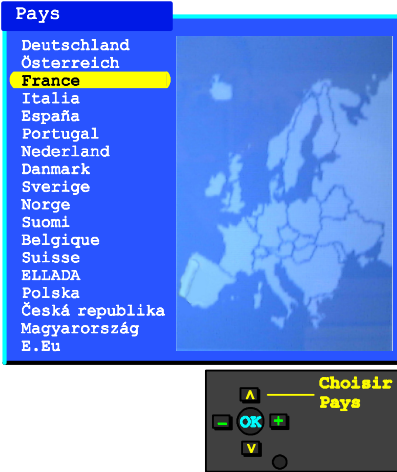 Pays
Deutschland
Österreich
France
Italia
España
Portugal
Nederland
Danmark
Sverige
Norge
Suomi
Belgique
Suisse
ELLADA
Polska
Česká republika
Magyarország
E.Eu
Choisir
Pays
∧
- OK +
∨